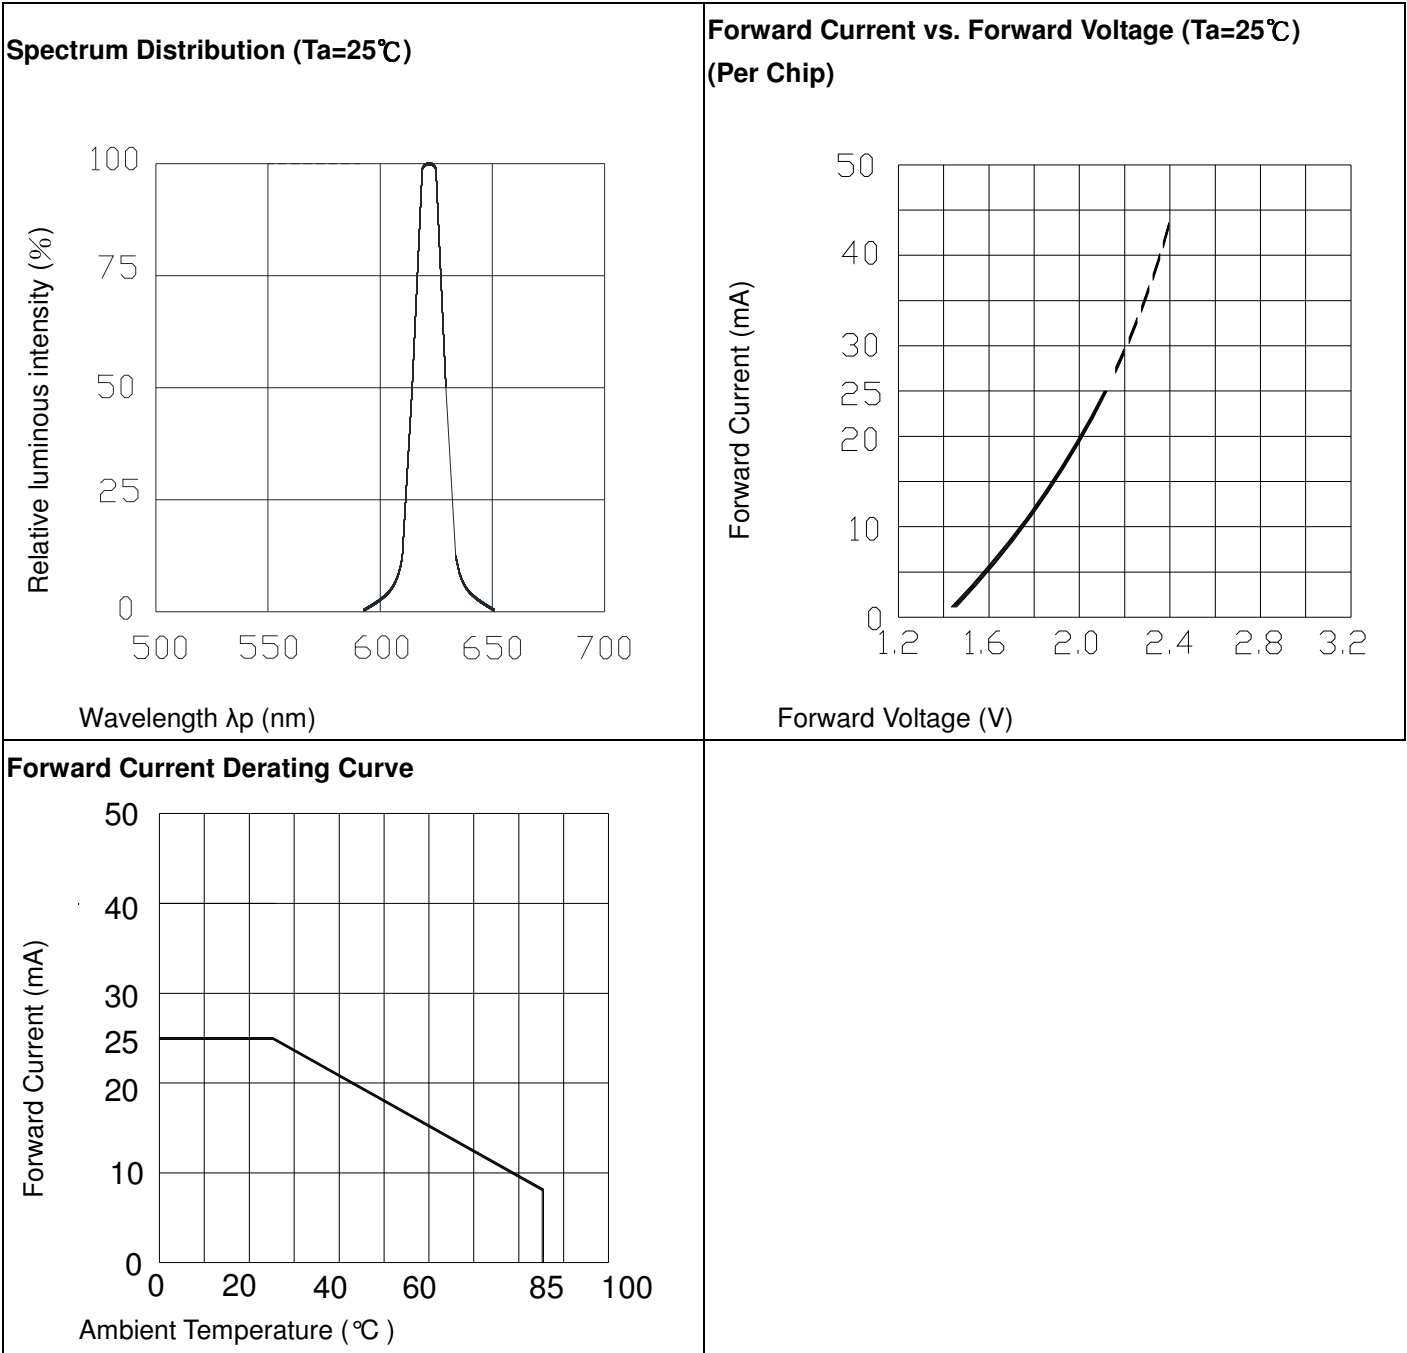 Spectrum Distribution (Ta=25℃)
100
75
50
25
0
500 550 600 650 700
Relative luminous intensity (%)
Wavelength λp (nm)
Forward Current vs. Forward Voltage (Ta=25℃)
(Per Chip)
50
40
30
25
20
10
0
1.2 1.6 2.0 2.4 2.8 3.2
Forward Current (mA)
Forward Voltage (V)
Forward Current Derating Curve
50
40
30
25
20
10
0
0 20 40 60 85 100
Forward Current (mA)
Ambient Temperature (℃ )